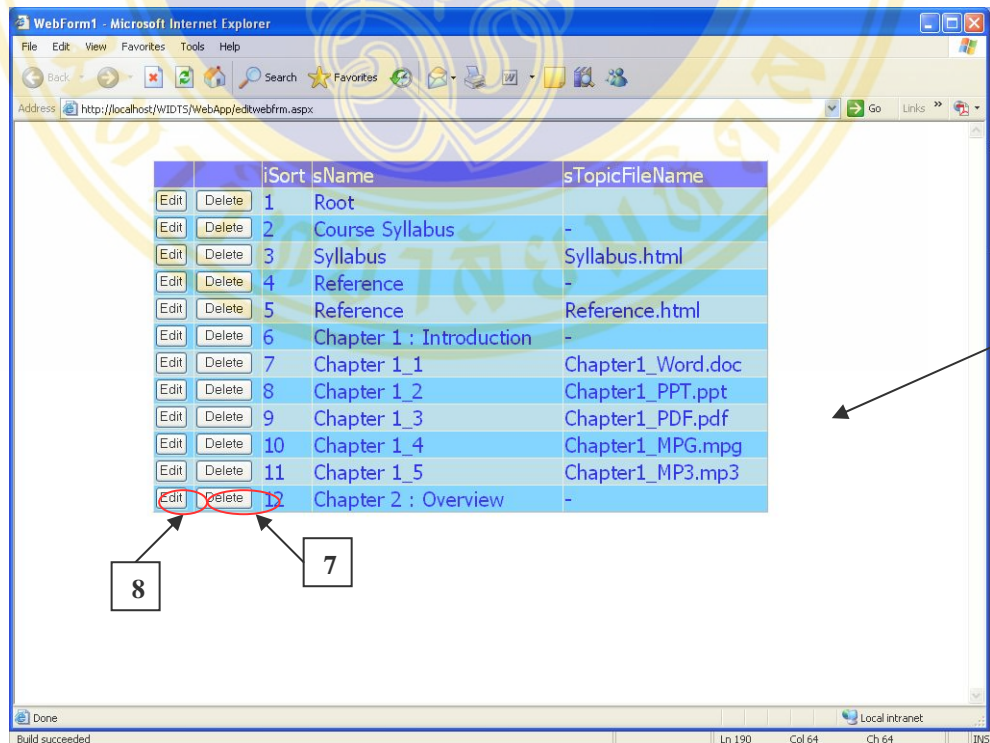 WebForm1 - Microsoft Internet Explorer
File Edit View Favorites Tools Help
Back Search Favorites
Address http://localhost/WIDTS/WebApp/editwebfrm.aspx Go Links »
iSort sName sTopicFileName
Edit Delete 1 Root
Edit Delete 2 Course Syllabus -
Edit Delete 3 Syllabus Syllabus.html
Edit Delete 4 Reference -
Edit Delete 5 Reference Reference.html
Edit Delete 6 Chapter 1 : Introduction -
Edit Delete 7 Chapter 1_1 Chapter1_Word.doc
Edit Delete 8 Chapter 1_2 Chapter1_PPT.ppt
Edit Delete 9 Chapter 1_3 Chapter1_PDF.pdf
Edit Delete 10 Chapter 1_4 Chapter1_MPG.mpg
Edit Delete 11 Chapter 1_5 Chapter1_MP3.mp3
Edit Delete 12 Chapter 2 : Overview -
8 7
Done Local intranet
Build succeeded Ln 190 Col 64 Ch 64 INS